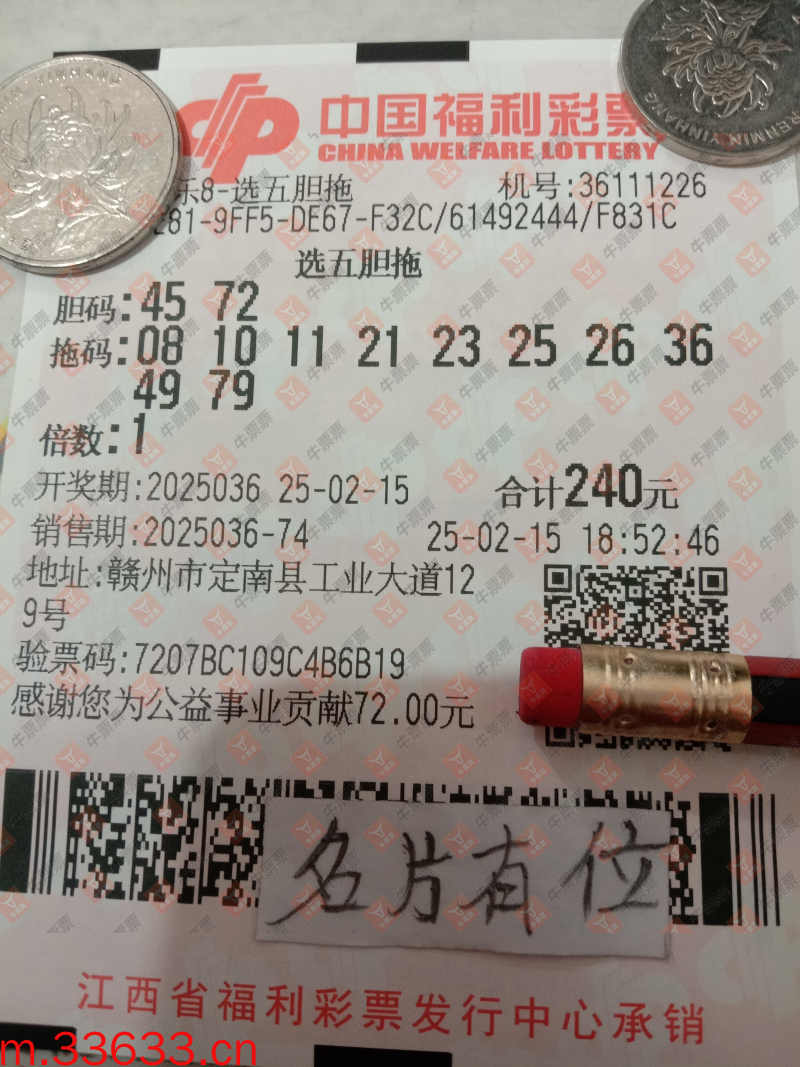 中国福利彩票
CHINA WELFARE LOTTERY
乐8-选五胆拖 机号:36111226
281-9FF5-DE67-F32C/61492444/F831C
选五胆拖
胆码:45 72
拖码:08 10 11 21 23 25 26 36
49 79
倍数:1
开奖期:2025036 25-02-15 合计240元
销售期:2025036-74 25-02-15 18:52:46
地址:赣州市定南县工业大道12
9号
验票码:7207BC109C4B6B19
感谢您为公益事业贡献72.00元
名片有位
江西省福利彩票发行中心承销
m.33633.cn
牛票票
RENMIN YINHANG